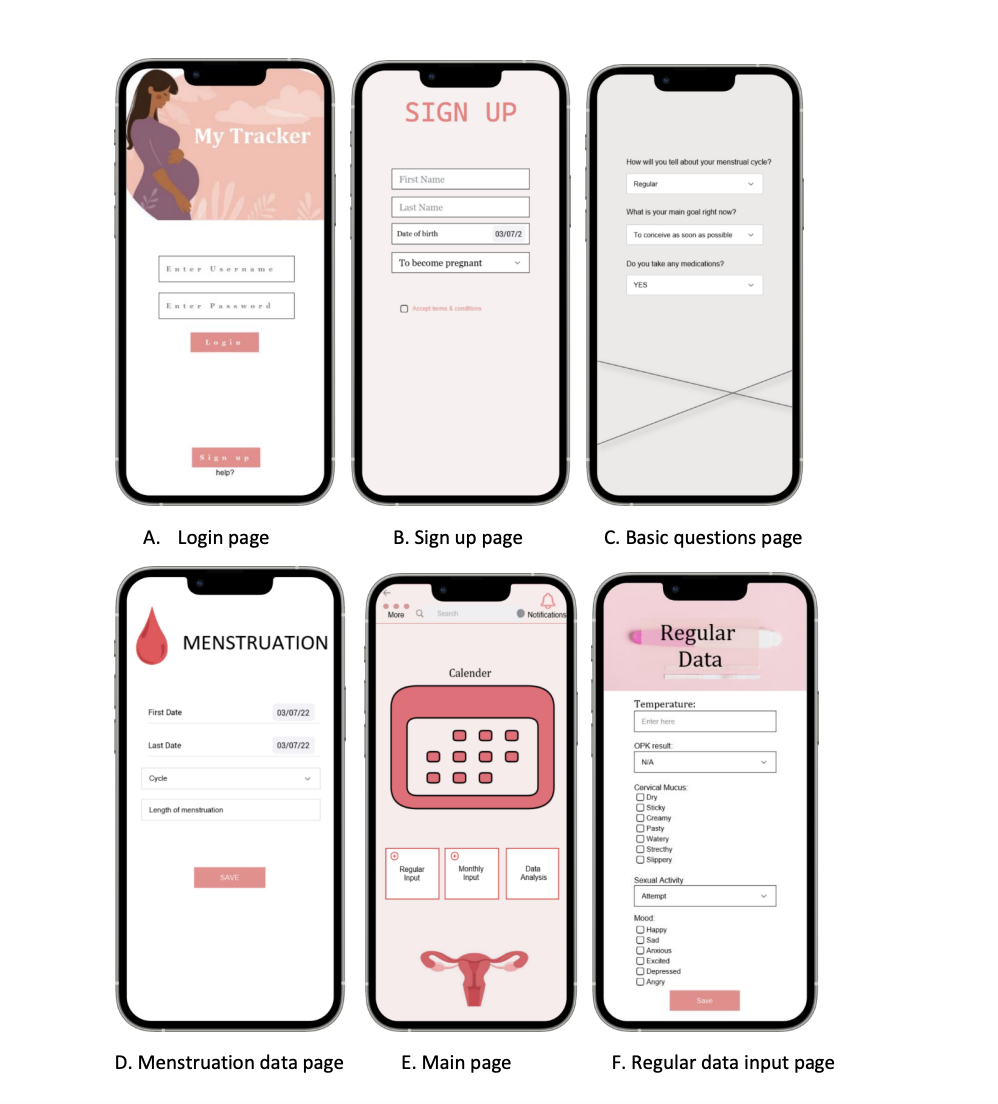 My Tracker
Enter Username
Enter Password
Login
Sign up
help?
A. Login page
SIGN UP
First Name
Last Name
Date of birth 03/07/2
To become pregnant
Accept terms & conditions
B. Sign up page
How will you tell about your menstrual cycle?
Regular
What is your main goal right now?
To conceive as soon as possible
Do you take any medications?
YES
C. Basic questions page
MENSTRUATION
First Date 03/07/22
Last Date 03/07/22
Cycle
Length of menstruation
SAVE
D. Menstruation data page
More Search Notifications
Calender
Regular
Input
Monthly
Input
Data
Analysis
E. Main page
Regular
Data
Temperature:
Enter here
OPK result:
N/A
Cervical Mucus:
Dry
Sticky
Creamy
Pasty
Watery
Strecthy
Slippery
Sexual Activity
Attempt
Mood:
Happy
Sad
Anxious
Excited
Depressed
Angry
Save
F. Regular data input page